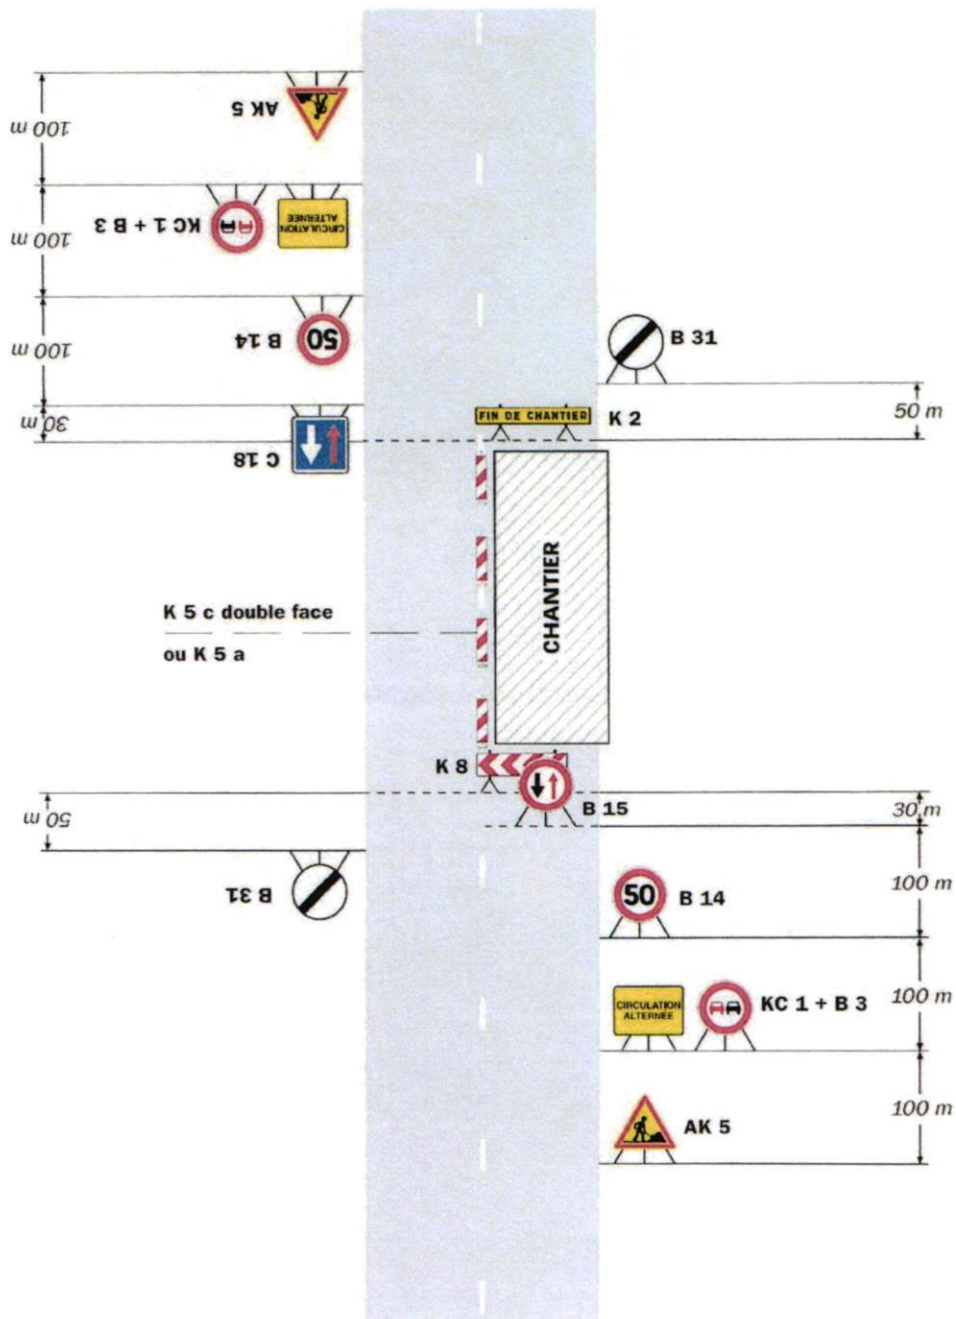 AK 5
100 m
KC 1 + B 3
CIRCULATION
ALTERNÉE
100 m
B 14
50
100 m
B 31
50 m
FIN DE CHANTIER
K 2
30 m
C 18
CHANTIER
K 5 c double face
ou K 5 a
K 8
B 15
30 m
50 m
B 31
50
B 14
100 m
CIRCULATION
ALTERNÉE
KC 1 + B 3
100 m
AK 5
100 m